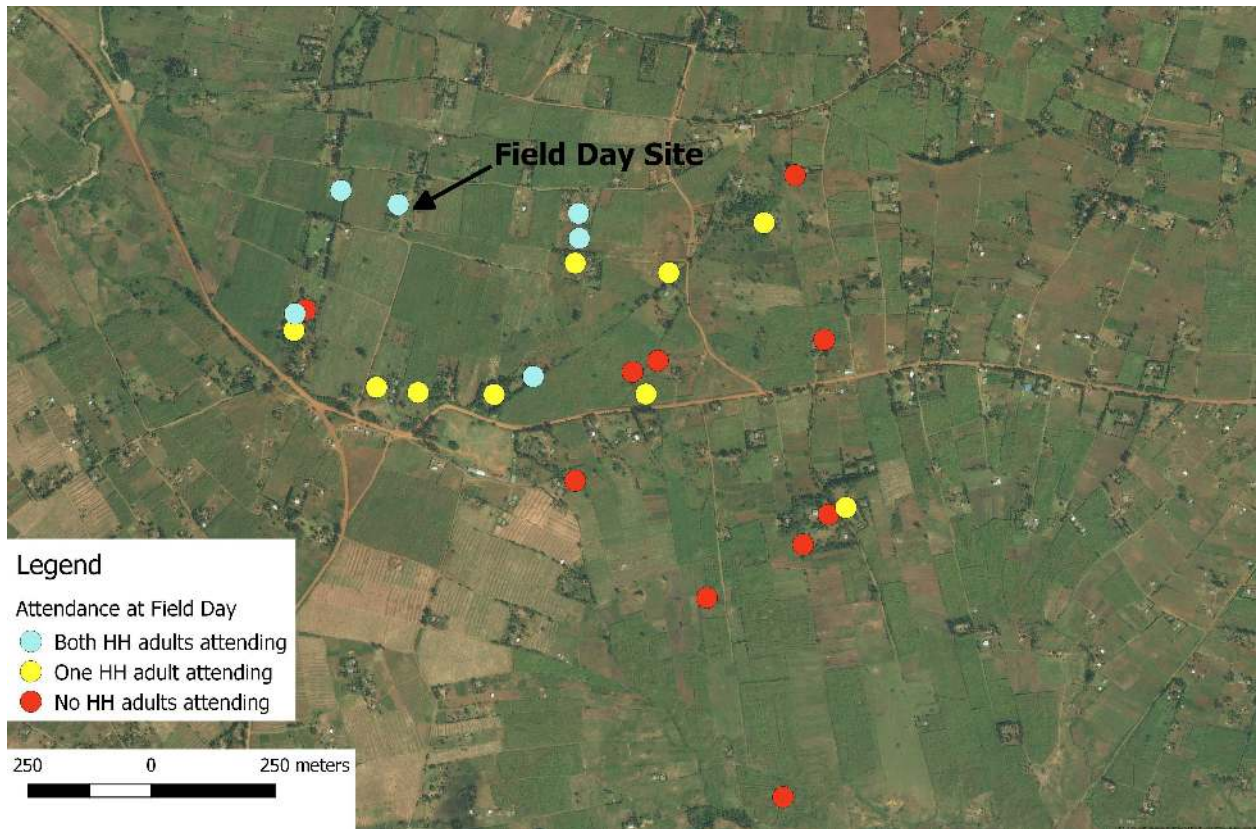 Field Day Site
Legend
Attendance at Field Day
Both HH adults attending
One HH adult attending
No HH adults attending
250 0 250 meters